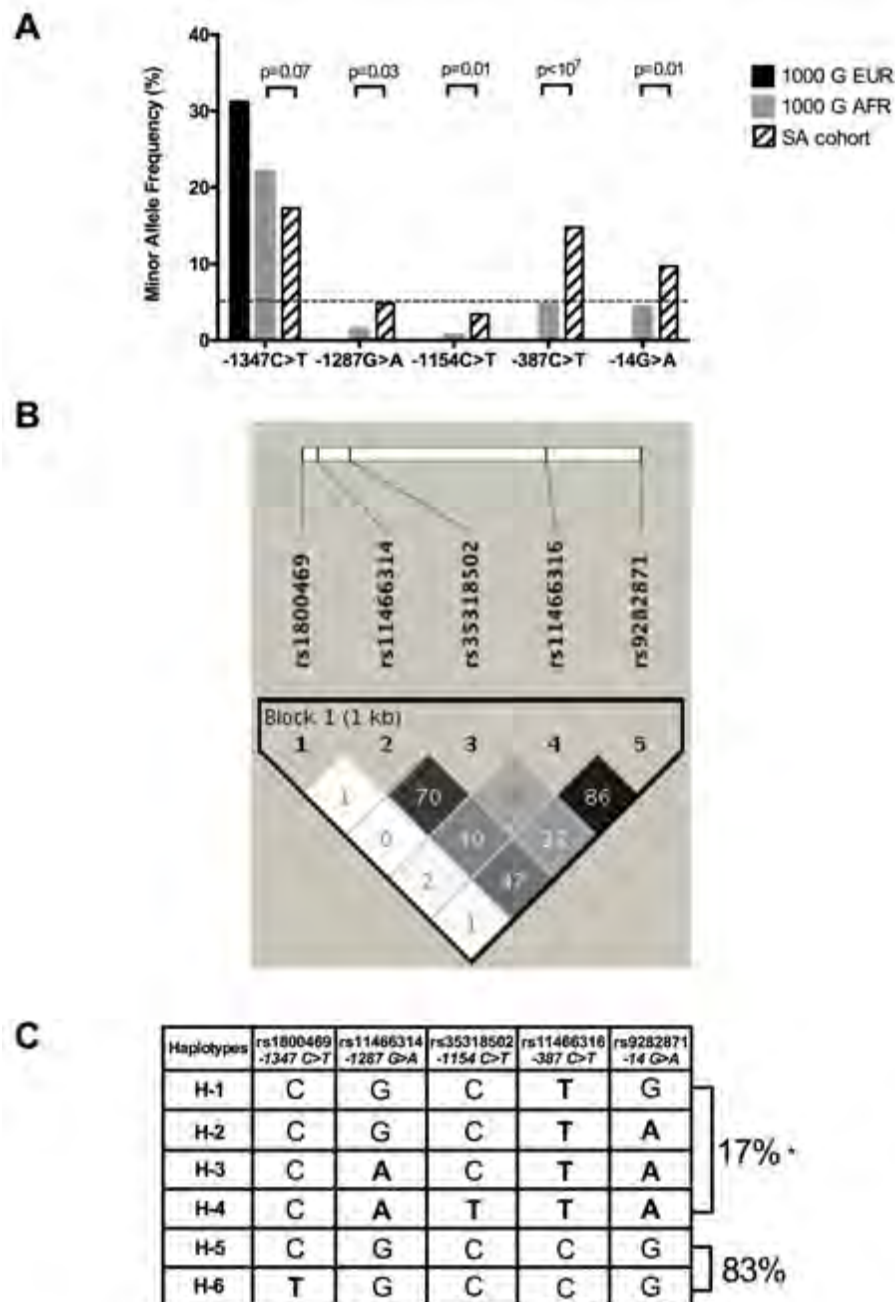 A
40
30
20
10
0
Minor Allele Frequency (%)
p=0.07
p=0.03
p=0.01
p<10⁷
p=0.01
1000 G EUR
1000 G AFR
SA cohort
-1347C>T -1287G>A -1154C>T -387C>T -14G>A
B
rs1800469
rs11466314
rs35318502
rs11466316
rs9282871
Block 1 (1 kb)
1 2 3 4 5
1 70 86
0 40
2 47
1
C
Haplotypes rs1800469 rs11466314 rs35318502 rs11466316 rs9282871
-1347 C>T -1287 G>A -1154 C>T -387 C>T -14 G>A
H-1 C G C T G
H-2 C G C T A
H-3 C A C T A
H-4 C A T T A
17% *
H-5 C G C C G
H-6 T G C C G
83%